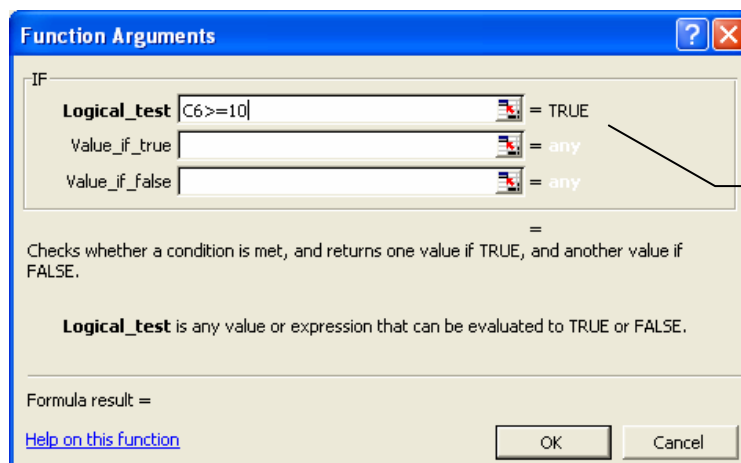 Function Arguments
IF
Logical_test C6>=10 = TRUE
Value_if_true = any
Value_if_false = any
=
Checks whether a condition is met, and returns one value if TRUE, and another value if
FALSE.
Logical_test is any value or expression that can be evaluated to TRUE or FALSE.
Formula result =
Help on this function OK Cancel